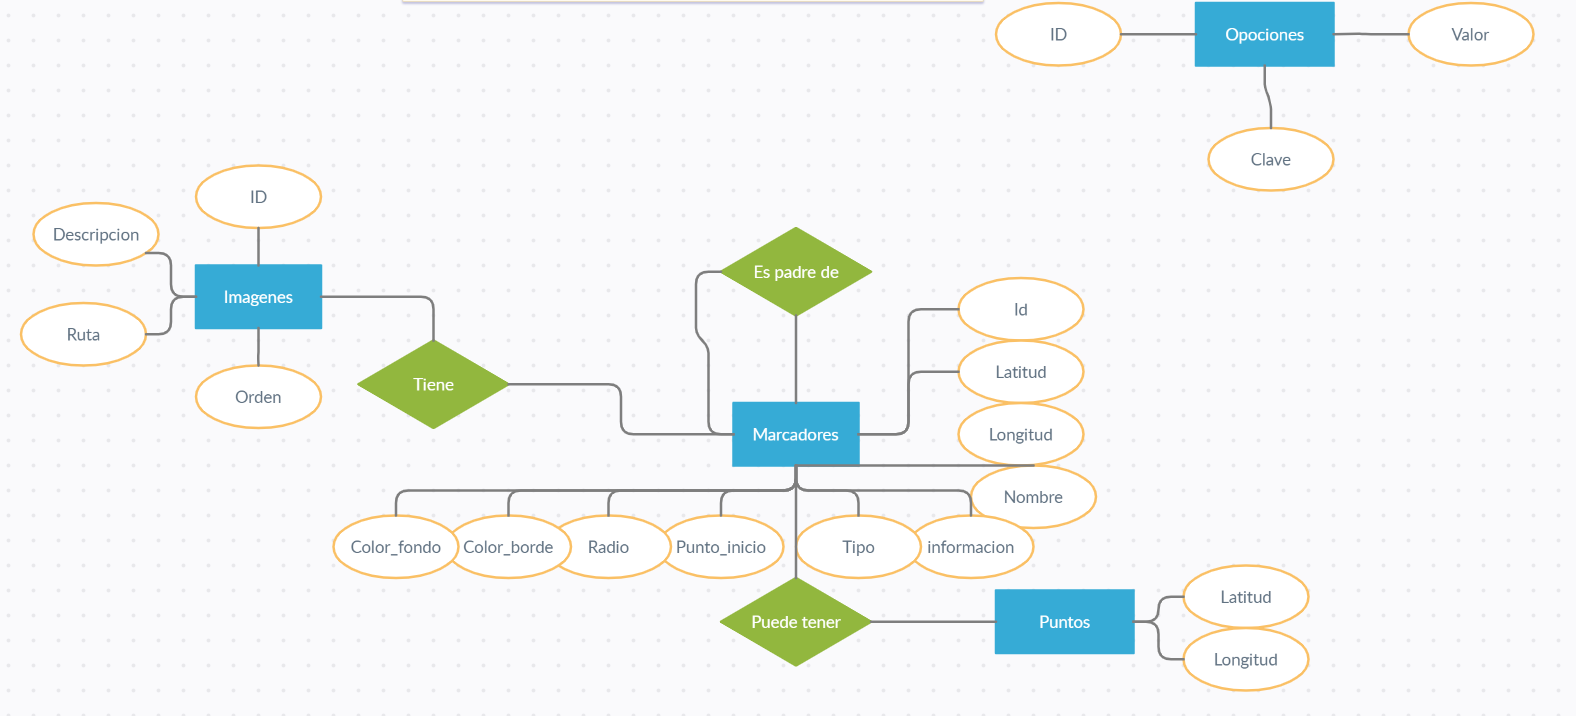 ID
Opociones
Valor
Clave
ID
Descripcion
Imagenes
Ruta
Orden
Tiene
Es padre de
Marcadores
Id
Latitud
Longitud
Nombre
Color_fondo
Color_borde
Radio
Punto_inicio
Tipo
informacion
Puede tener
Puntos
Latitud
Longitud